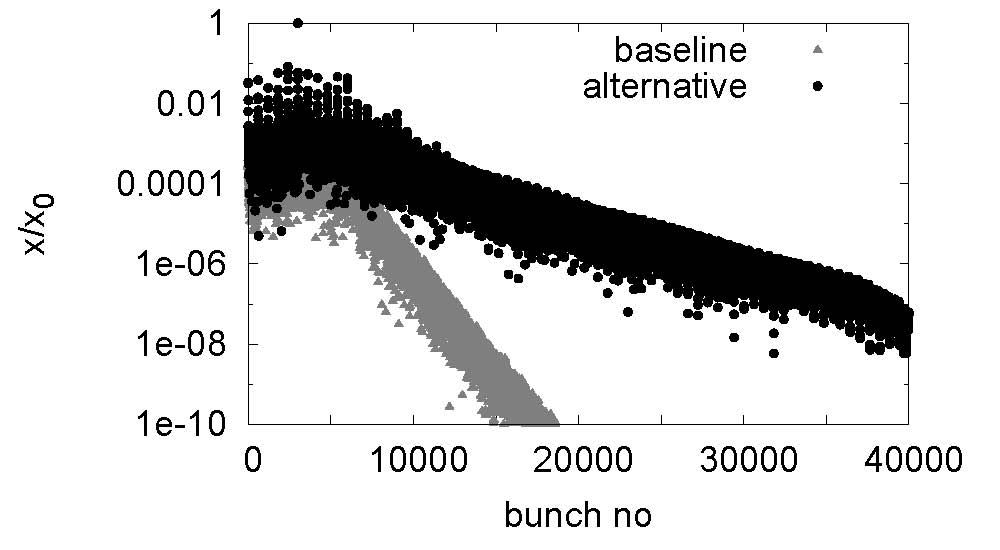 1
0.01
0.0001
1e-06
1e-08
1e-10
x/x0
baseline
alternative
0 10000 20000 30000 40000
bunch no